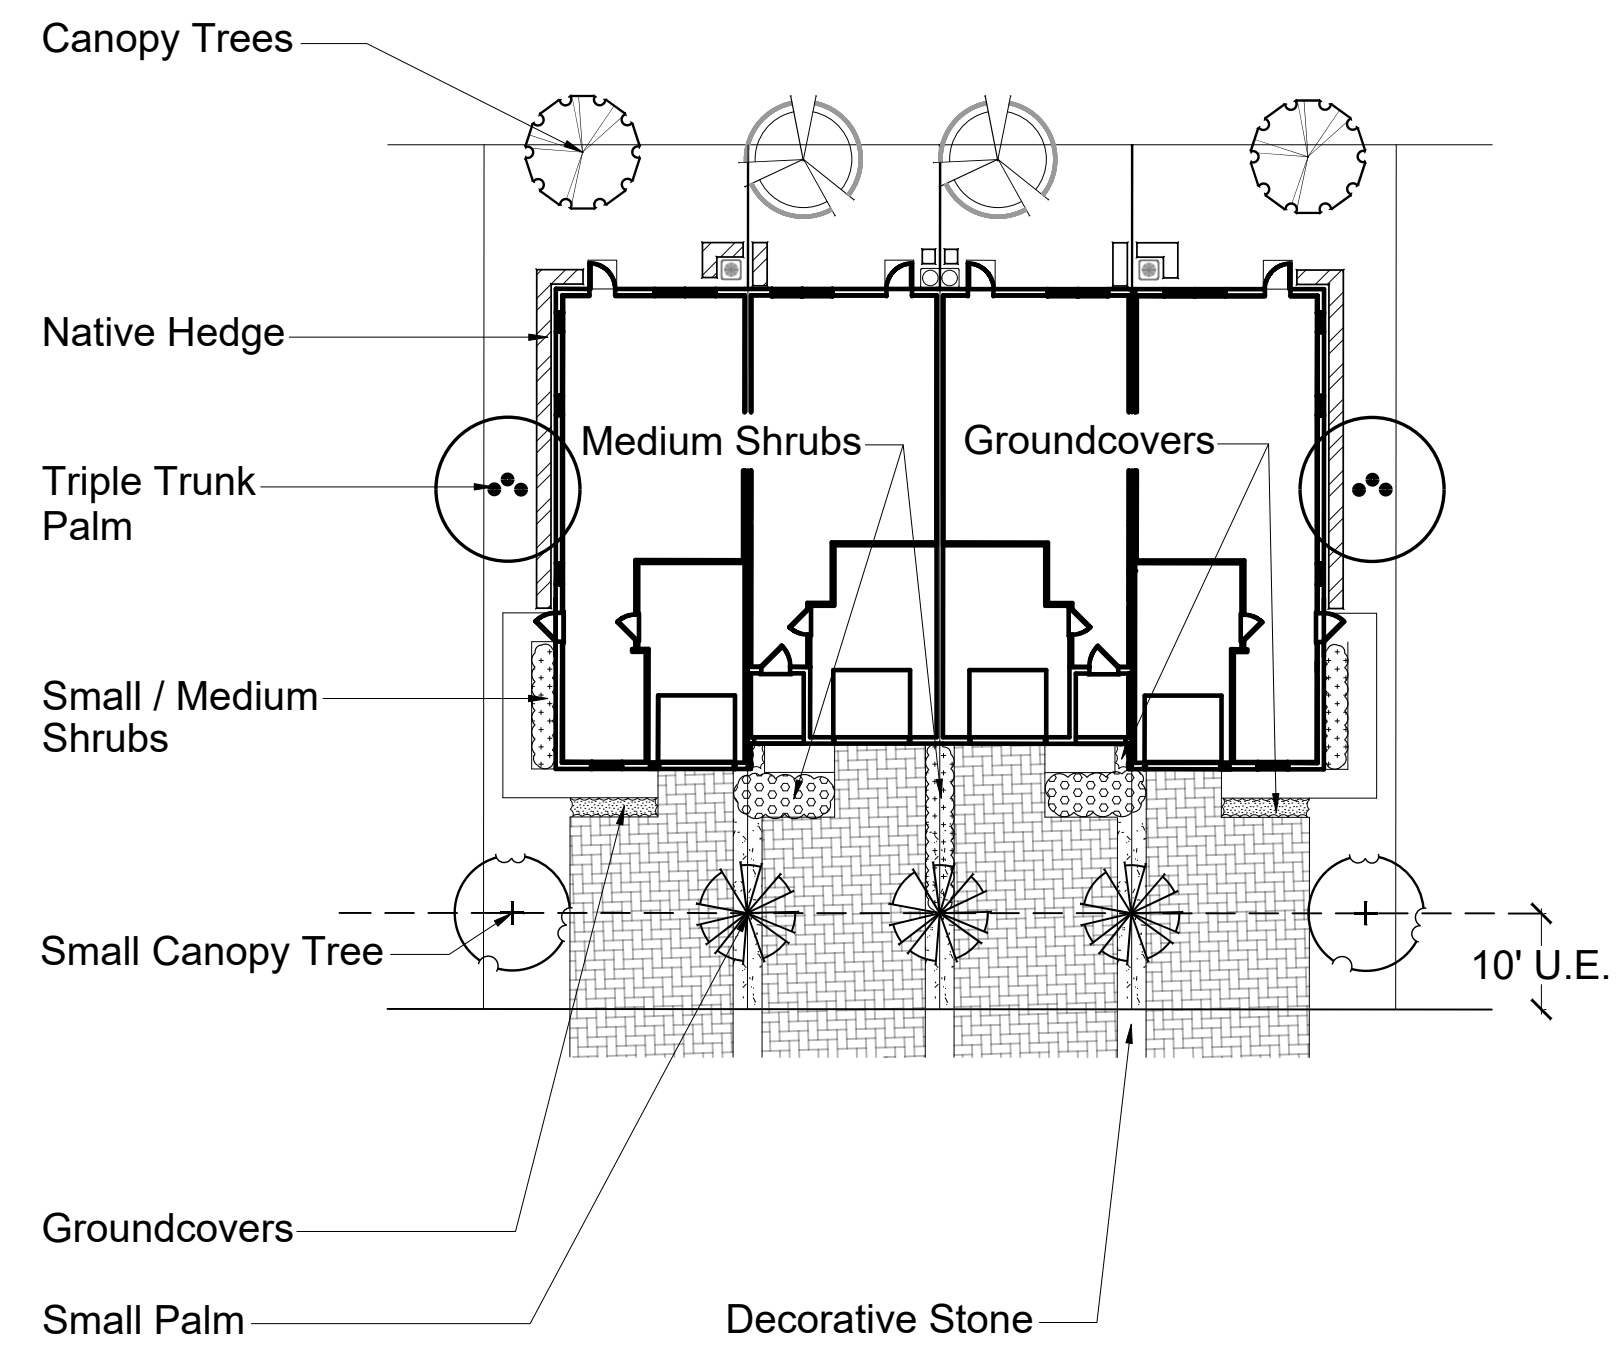 Canopy Trees
Native Hedge
Medium Shrubs
Groundcovers
Triple Trunk
Palm
Small / Medium
Shrubs
Small Canopy Tree
10' U.E.
Groundcovers
Small Palm
Decorative Stone